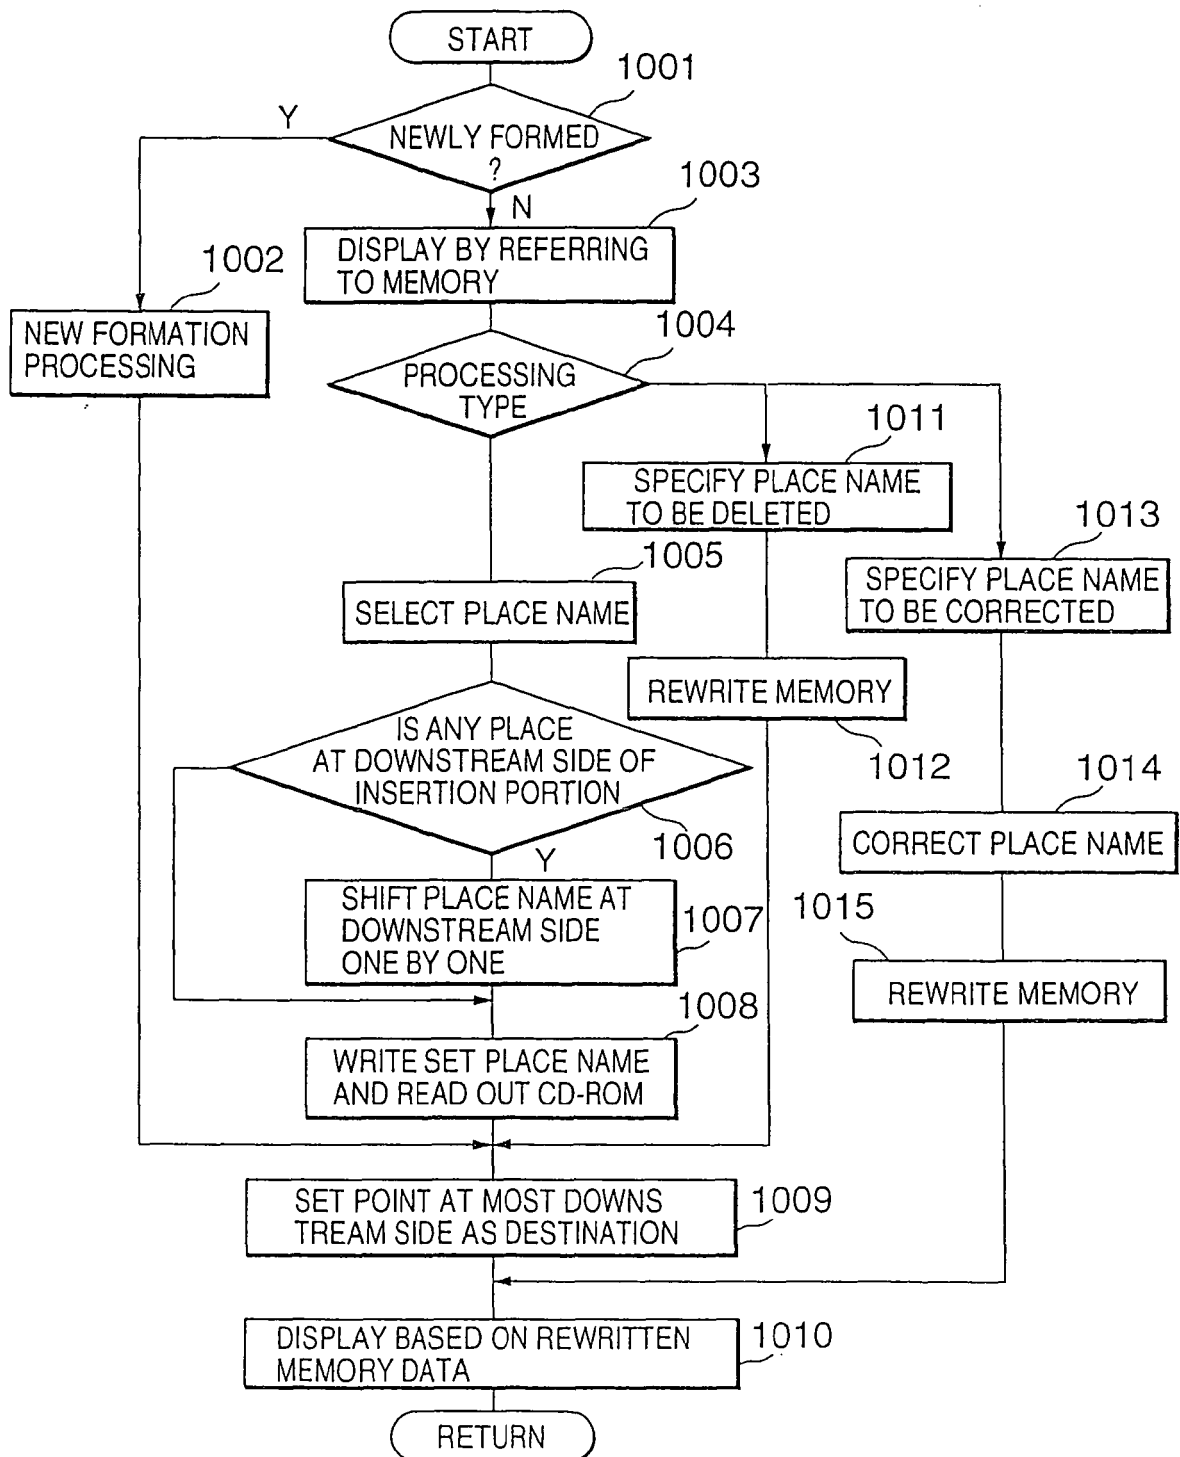 START
1001
Y
NEWLY FORMED
?
N
1003
DISPLAY BY REFERRING
TO MEMORY
1002
NEW FORMATION
PROCESSING
1004
PROCESSING
TYPE
1011
SPECIFY PLACE NAME
TO BE DELETED
1013
SPECIFY PLACE NAME
TO BE CORRECTED
1005
SELECT PLACE NAME
REWRITE MEMORY
1012
IS ANY PLACE
AT DOWNSTREAM SIDE OF
INSERTION PORTION
1006
Y
1014
CORRECT PLACE NAME
SHIFT PLACE NAME AT
DOWNSTREAM SIDE
ONE BY ONE
1007
1015
REWRITE MEMORY
1008
WRITE SET PLACE NAME
AND READ OUT CD-ROM
SET POINT AT MOST DOWNS
TREAM SIDE AS DESTINATION
1009
DISPLAY BASED ON REWRITTEN
MEMORY DATA
1010
RETURN